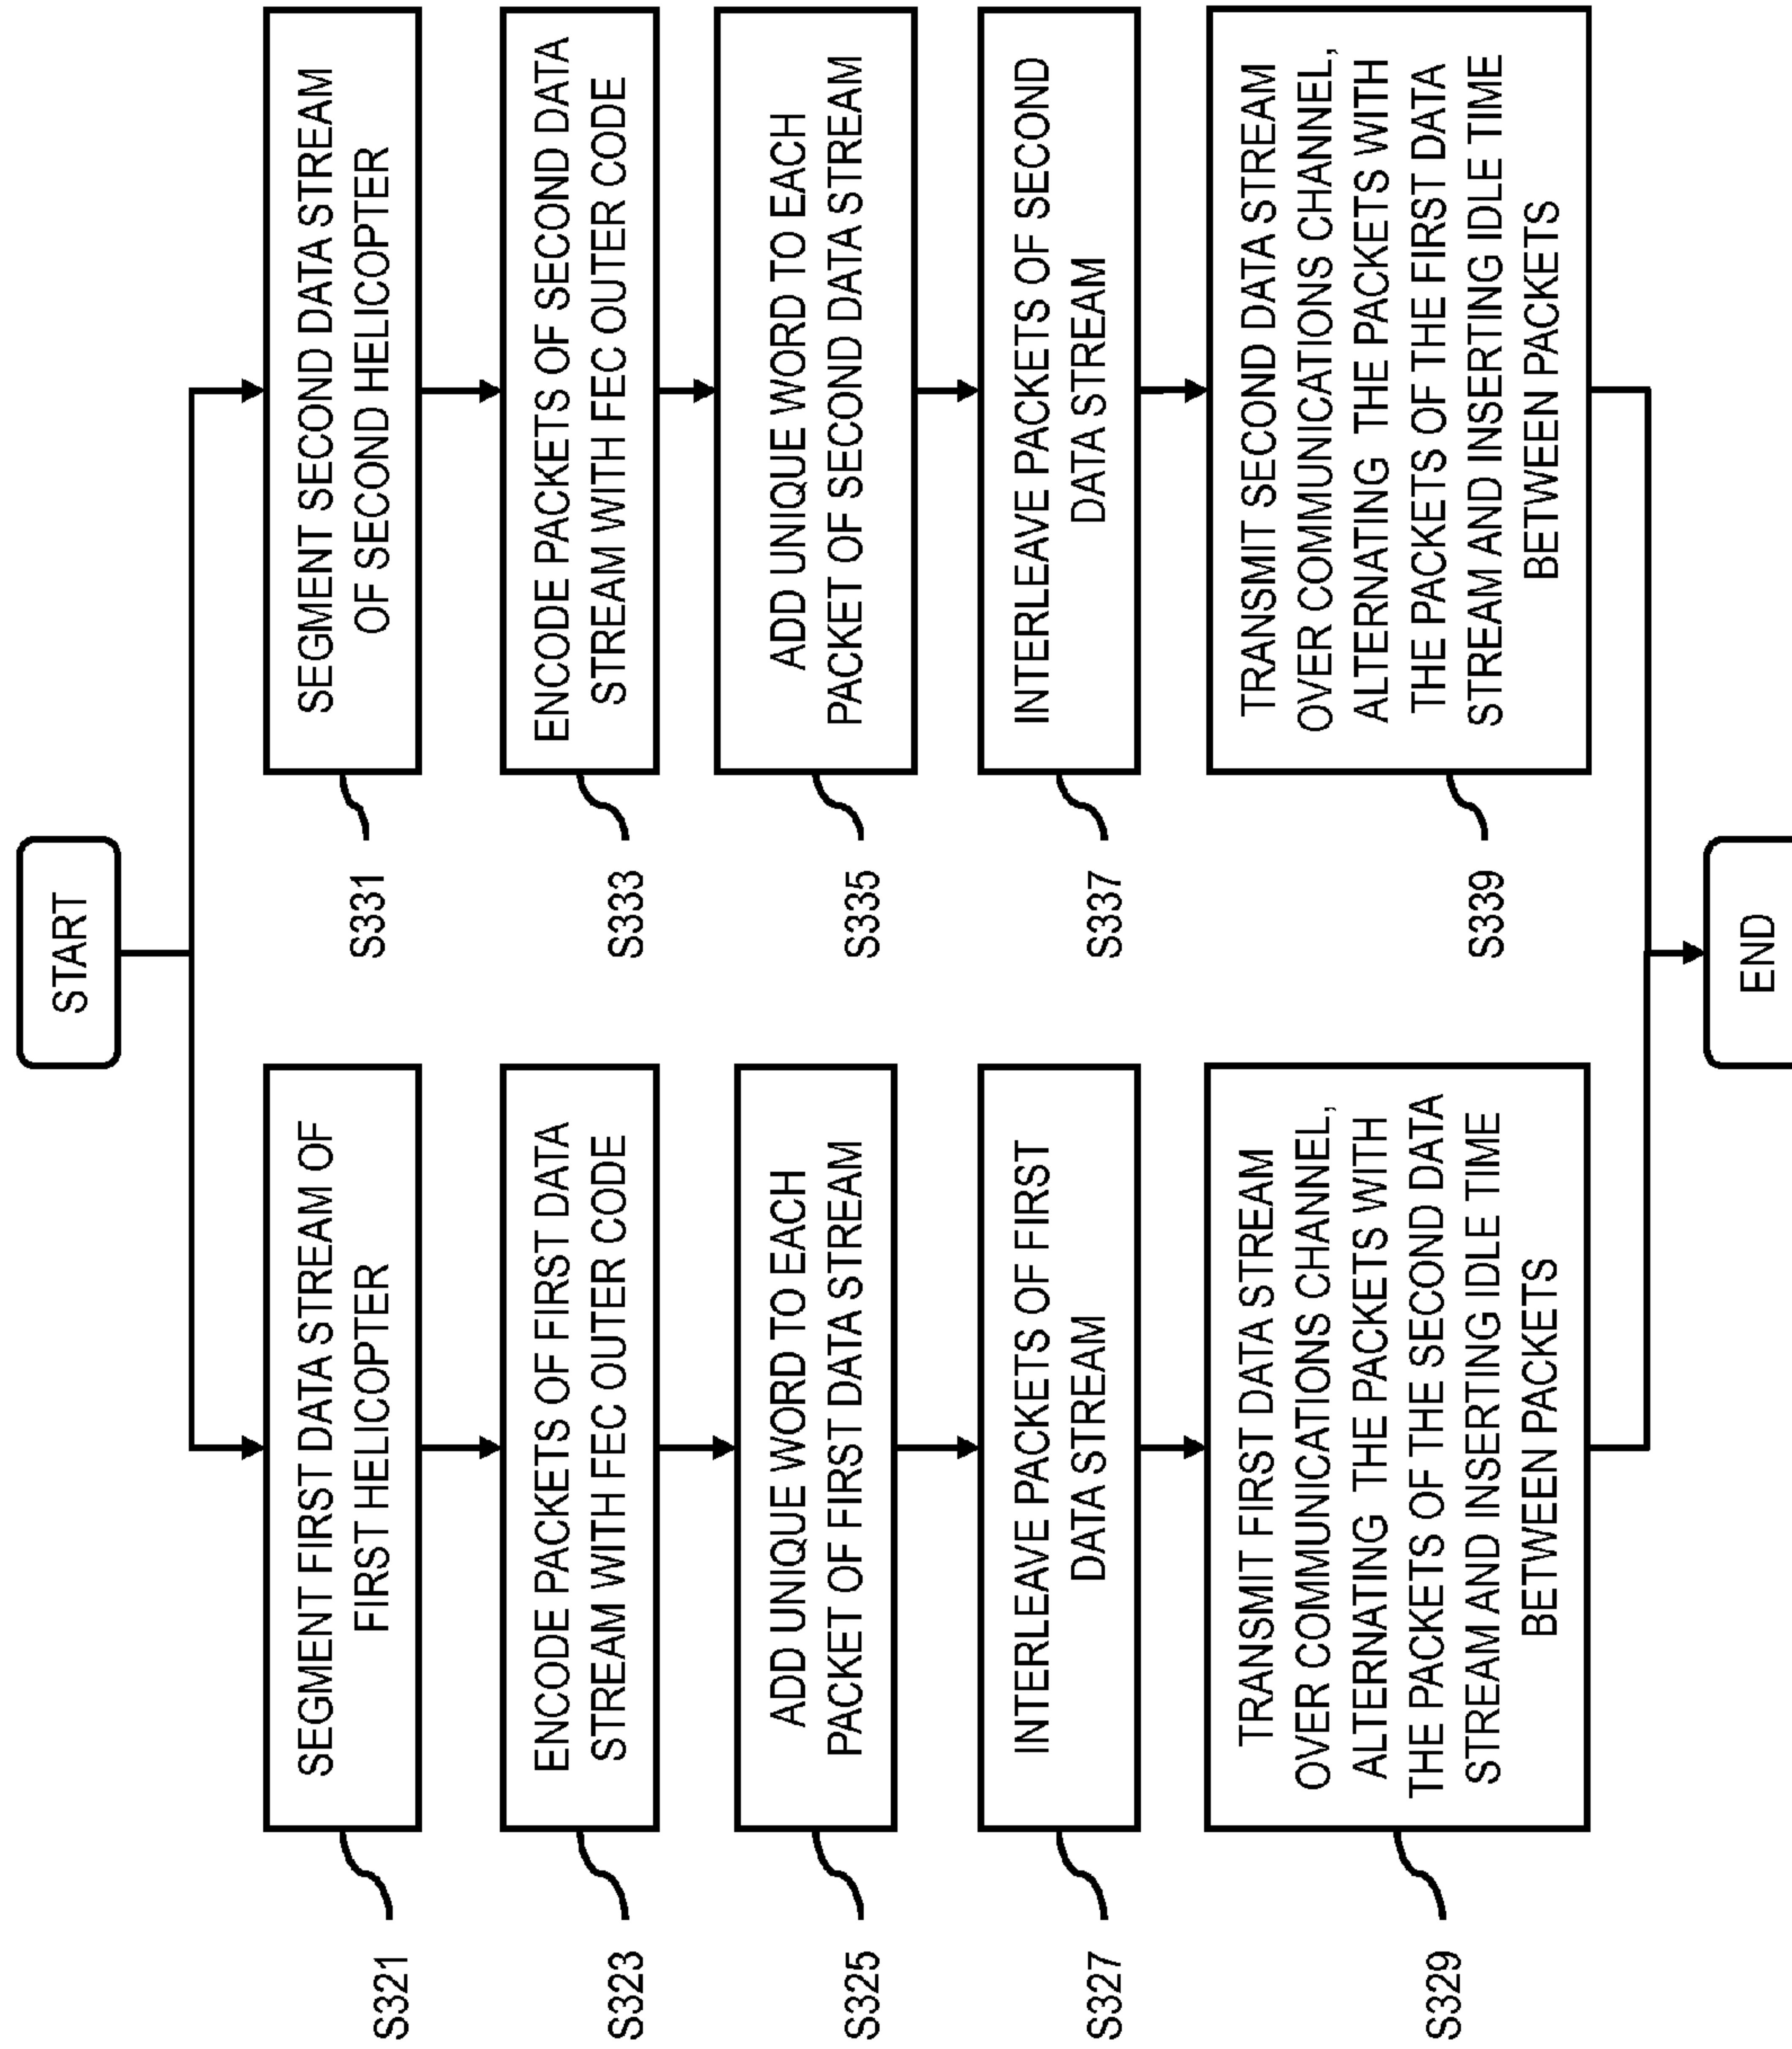 START
S321
SEGMENT FIRST DATA STREAM OF
FIRST HELICOPTER
S323
ENCODE PACKETS OF FIRST DATA
STREAM WITH FEC OUTER CODE
S325
ADD UNIQUE WORD TO EACH
PACKET OF FIRST DATA STREAM
S327
INTERLEAVE PACKETS OF FIRST
DATA STREAM
S329
TRANSMIT FIRST DATA STREAM
OVER COMMUNICATIONS CHANNEL,
ALTERNATING THE PACKETS WITH
THE PACKETS OF THE SECOND DATA
STREAM AND INSERTING IDLE TIME
BETWEEN PACKETS
S331
SEGMENT SECOND DATA STREAM
OF SECOND HELICOPTER
S333
ENCODE PACKETS OF SECOND DATA
STREAM WITH FEC OUTER CODE
S335
ADD UNIQUE WORD TO EACH
PACKET OF SECOND DATA STREAM
S337
INTERLEAVE PACKETS OF SECOND
DATA STREAM
S339
TRANSMIT SECOND DATA STREAM
OVER COMMUNICATIONS CHANNEL,
ALTERNATING THE PACKETS WITH
THE PACKETS OF THE FIRST DATA
STREAM AND INSERTING IDLE TIME
BETWEEN PACKETS
END